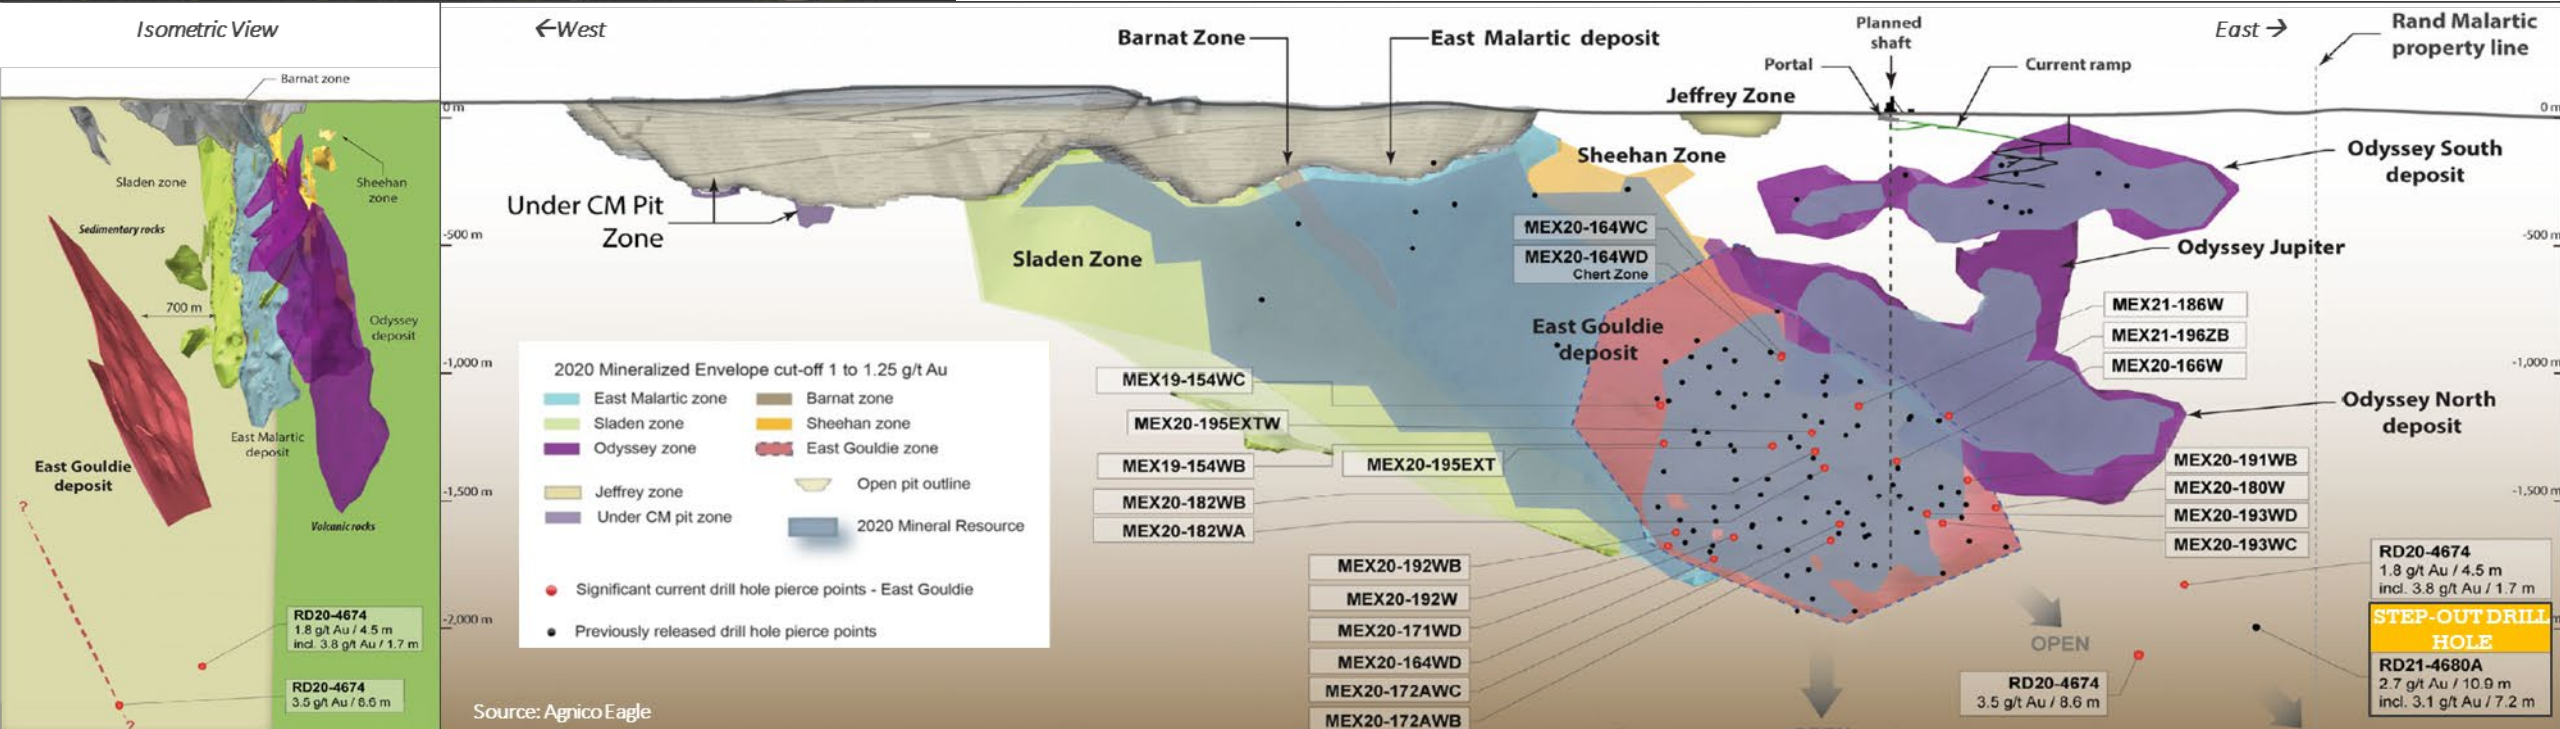 Isometric View
Barnat zone
Sladen zone
Sheehan
zone
Sedimentary rocks
700 m
Odyssey
deposit
East Malartic
deposit
East Gouldie
deposit
Volcanic rocks
?
RD20-4674
1.8 g/t Au / 4.5 m
incl. 3.8 g/t Au / 1.7 m
RD20-4674
3.5 g/t Au / 8.6 m
?
←West
East →
Barnat Zone
East Malartic deposit
Planned
shaft
Portal
Current ramp
Rand Malartic
property line
Jeffrey Zone
0 m
0 m
Sheehan Zone
Odyssey South
deposit
Under CM Pit
Zone
-500 m
-500 m
Sladen Zone
MEX20-164WC
MEX20-164WD
Chert Zone
Odyssey Jupiter
MEX21-186W
MEX21-196ZB
MEX20-166W
East Gouldie
deposit
-1,000 m
-1,000 m
2020 Mineralized Envelope cut-off 1 to 1.25 g/t Au
East Malartic zone
Barnat zone
Sladen zone
Sheehan zone
Odyssey zone
East Gouldie zone
Jeffrey zone
Open pit outline
Under CM pit zone
2020 Mineral Resource
Significant current drill hole pierce points - East Gouldie
Previously released drill hole pierce points
MEX19-154WC
MEX20-195EXTW
MEX19-154WB
MEX20-195EXT
MEX20-182WB
MEX20-182WA
Odyssey North
deposit
MEX20-191WB
MEX20-180W
MEX20-193WD
MEX20-193WC
-1,500 m
-1,500 m
MEX20-192WB
MEX20-192W
MEX20-171WD
MEX20-164WD
MEX20-172AWC
MEX20-172AWB
-2,000 m
RD20-4674
1.8 g/t Au / 4.5 m
incl. 3.8 g/t Au / 1.7 m
STEP-OUT DRILL
HOLE
RD21-4680A
2.7 g/t Au / 10.9 m
incl. 3.1 g/t Au / 7.2 m
OPEN
RD20-4674
3.5 g/t Au / 8.6 m
Source: Agnico Eagle